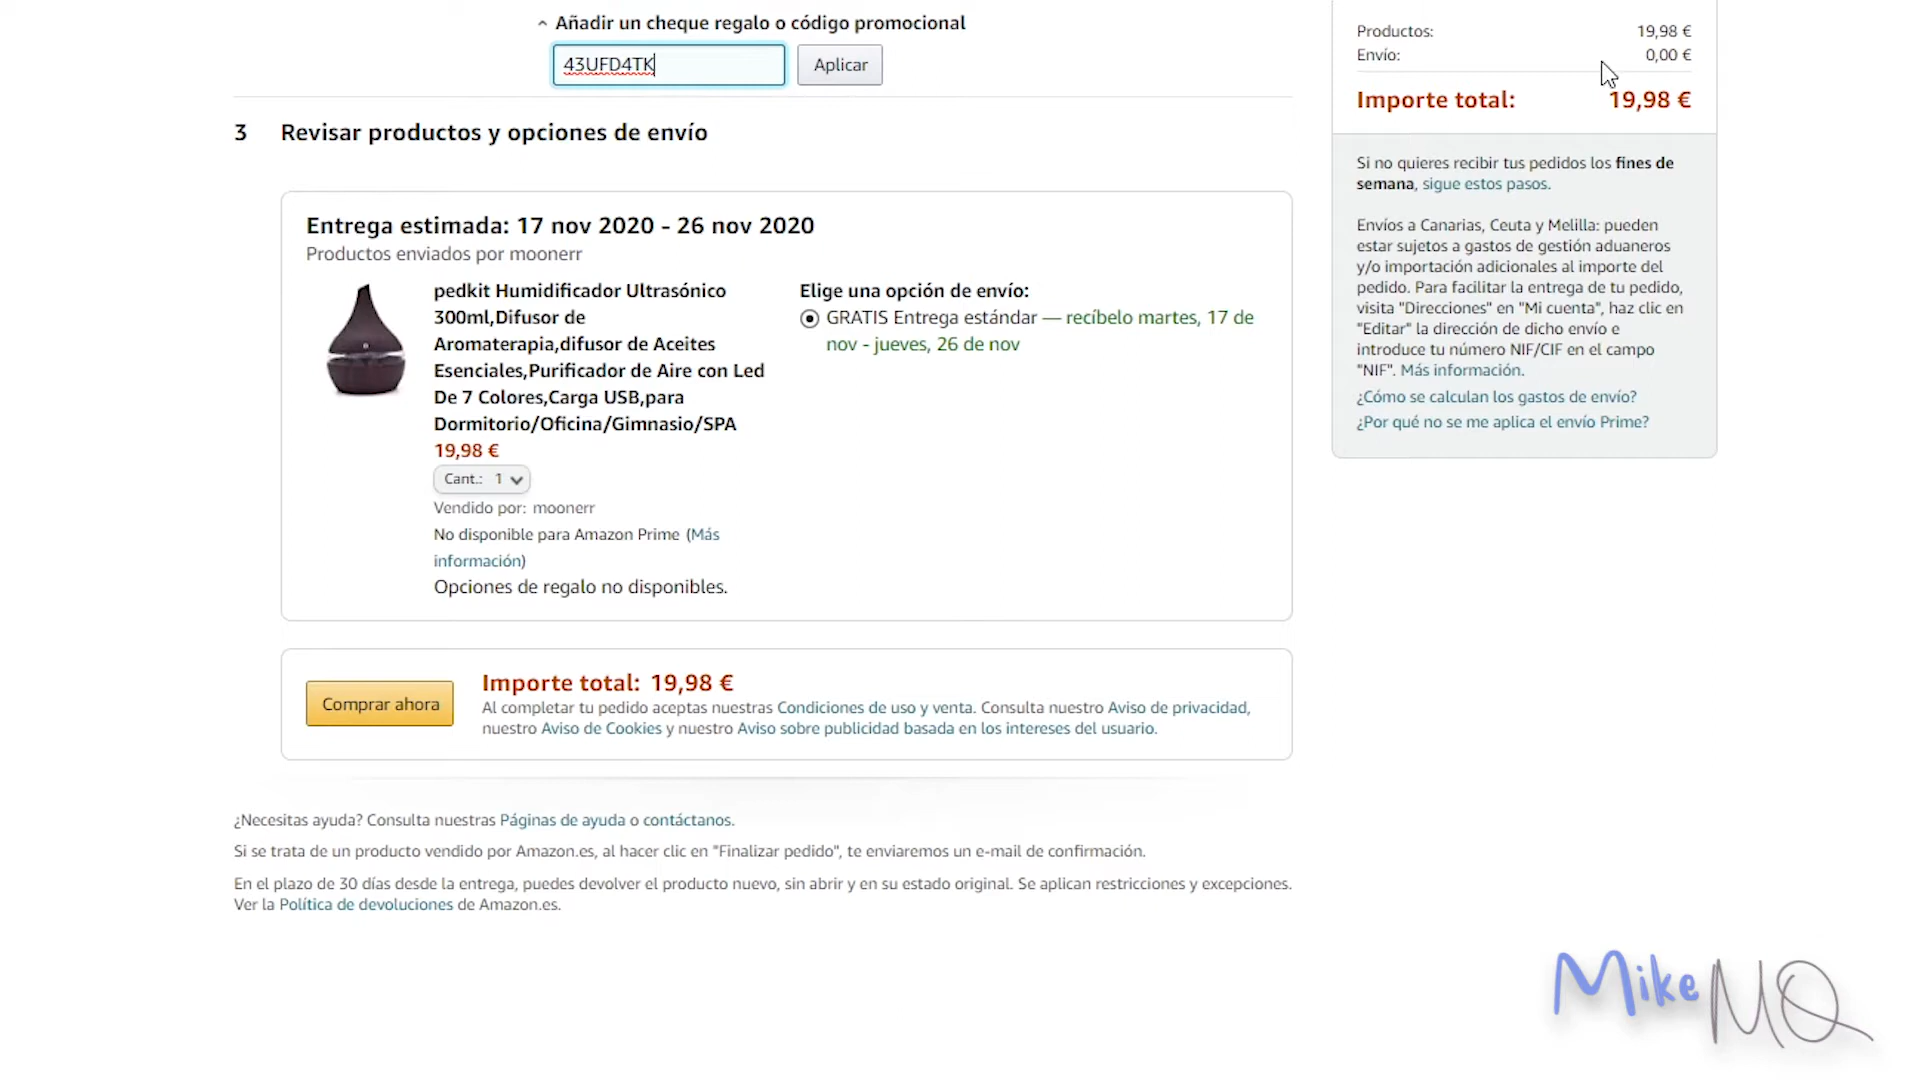 Añadir un cheque regalo o código promocional
43UFD4TK
Aplicar
3 Revisar productos y opciones de envío
Entrega estimada: 17 nov 2020 - 26 nov 2020
Productos enviados por moonerr
pedkit Humidificador Ultrasónico
300ml,Difusor de
Aromaterapia,difusor de Aceites
Esenciales,Purificador de Aire con Led
De 7 Colores,Carga USB,para
Dormitorio/Oficina/Gimnasio/SPA
19,98 €
Cant.: 1
Vendido por: moonerr
No disponible para Amazon Prime (Más
información)
Opciones de regalo no disponibles.
Elige una opción de envío:
GRATIS Entrega estándar — recíbelo martes, 17 de
nov - jueves, 26 de nov
Comprar ahora
Importe total: 19,98 €
Al completar tu pedido aceptas nuestras Condiciones de uso y venta. Consulta nuestro Aviso de privacidad,
nuestro Aviso de Cookies y nuestro Aviso sobre publicidad basada en los intereses del usuario.
¿Necesitas ayuda? Consulta nuestras Páginas de ayuda o contáctanos.
Si se trata de un producto vendido por Amazon.es, al hacer clic en "Finalizar pedido", te enviaremos un e-mail de confirmación.
En el plazo de 30 días desde la entrega, puedes devolver el producto nuevo, sin abrir y en su estado original. Se aplican restricciones y excepciones.
Ver la Política de devoluciones de Amazon.es.
Productos: 19,98 €
Envío: 0,00 €
Importe total: 19,98 €
Si no quieres recibir tus pedidos los fines de
semana, sigue estos pasos.
Envíos a Canarias, Ceuta y Melilla: pueden
estar sujetos a gastos de gestión aduaneros
y/o importación adicionales al importe del
pedido. Para facilitar la entrega de tu pedido,
visita "Direcciones" en "Mi cuenta", haz clic en
"Editar" la dirección de dicho envío e
introduce tu número NIF/CIF en el campo
"NIF". Más información.
¿Cómo se calculan los gastos de envío?
¿Por qué no se me aplica el envío Prime?
Mike MQ